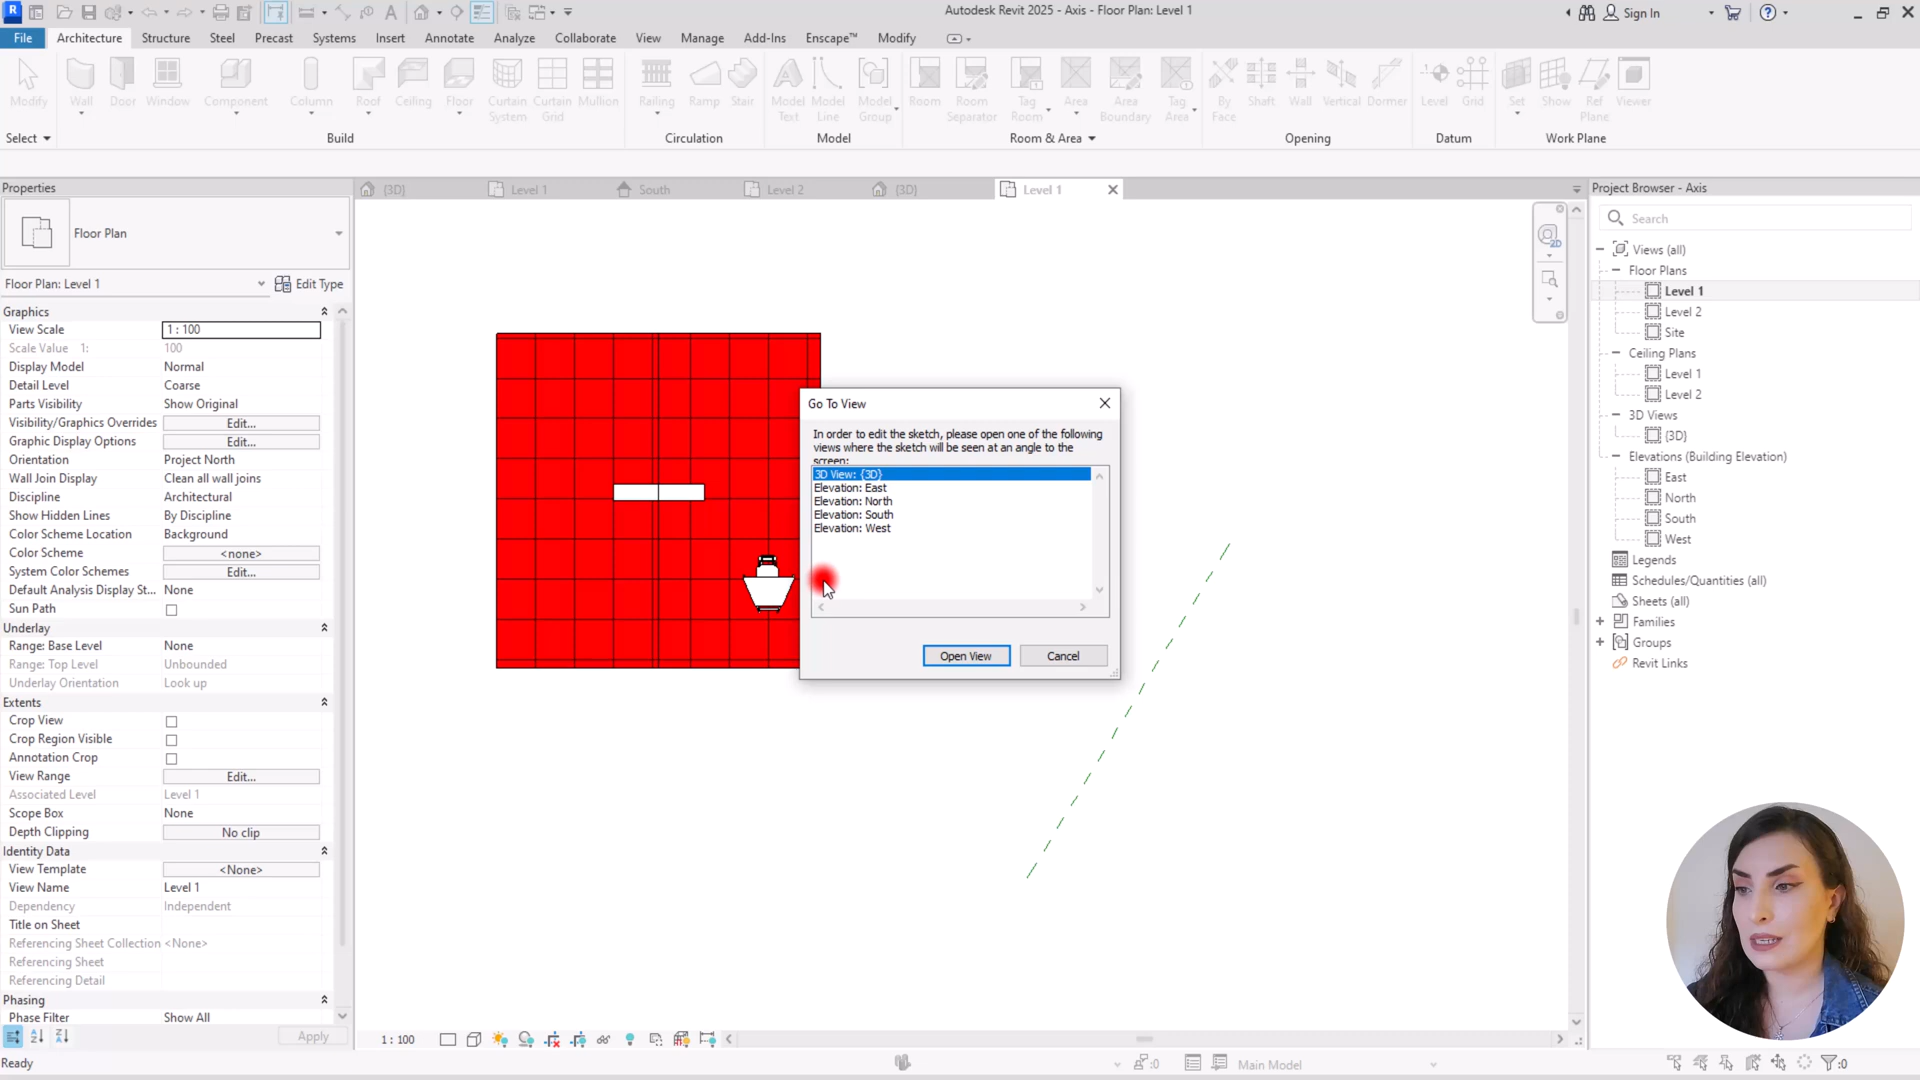 Autodesk Revit 2025 - Axis - Floor Plan: Level 1
Sign In
File Architecture Structure Steel Precast Systems Insert Annotate Analyze Collaborate View Manage Add-Ins Enscape™ Modify
Modify Wall Door Window Component Column Roof Ceiling Floor Curtain System Curtain Grid Mullion Railing Ramp Stair Model Text Model Line Model Group Room Room Separator Tag Room Area Area Boundary Tag Area By Face Shaft Wall Vertical Dormer Level Grid Set Show Ref Plane Viewer
Select Build Circulation Model Room & Area Opening Datum Work Plane
Properties
{3D} Level 1 South Level 2 {3D} Level 1
Floor Plan
Floor Plan: Level 1 Edit Type
Graphics
View Scale 1 : 100
Scale Value 1: 100
Display Model Normal
Detail Level Coarse
Parts Visibility Show Original
Visibility/Graphics Overrides Edit...
Graphic Display Options Edit...
Orientation Project North
Wall Join Display Clean all wall joins
Discipline Architectural
Show Hidden Lines By Discipline
Color Scheme Location Background
Color Scheme <none>
System Color Schemes Edit...
Default Analysis Display St... None
Sun Path
Underlay
Range: Base Level None
Range: Top Level Unbounded
Underlay Orientation Look up
Extents
Crop View
Crop Region Visible
Annotation Crop
View Range Edit...
Associated Level Level 1
Scope Box None
Depth Clipping No clip
Identity Data
View Template <None>
View Name Level 1
Dependency Independent
Title on Sheet
Referencing Sheet Collection <None>
Referencing Sheet
Referencing Detail
Phasing
Phase Filter Show All
Apply
Ready
Go To View
In order to edit the sketch, please open one of the following
views where the sketch will be seen at an angle to the
screen:
3D View: {3D}
Elevation: East
Elevation: North
Elevation: South
Elevation: West
Open View Cancel
2D
1 : 100
:0
Main Model
:0
Project Browser - Axis
Search
Views (all)
Floor Plans
Level 1
Level 2
Site
Ceiling Plans
Level 1
Level 2
3D Views
{3D}
Elevations (Building Elevation)
East
North
South
West
Legends
Schedules/Quantities (all)
Sheets (all)
Families
Groups
Revit Links